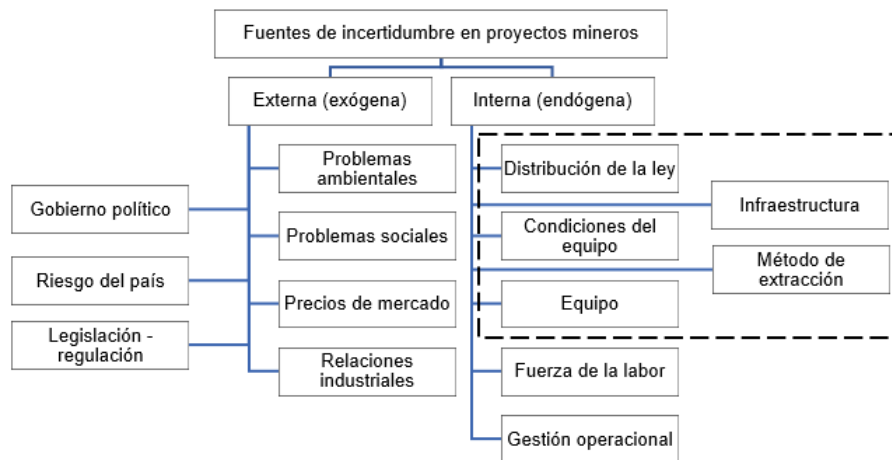 Fuentes de incertidumbre en proyectos mineros
Externa (exógena)
Interna (endógena)
Problemas
ambientales
Distribución de la ley
Gobierno político
Infraestructura
Problemas sociales
Condiciones del
equipo
Riesgo del país
Método de
extracción
Precios de mercado
Equipo
Legislación -
regulación
Relaciones
industriales
Fuerza de la labor
Gestión operacional